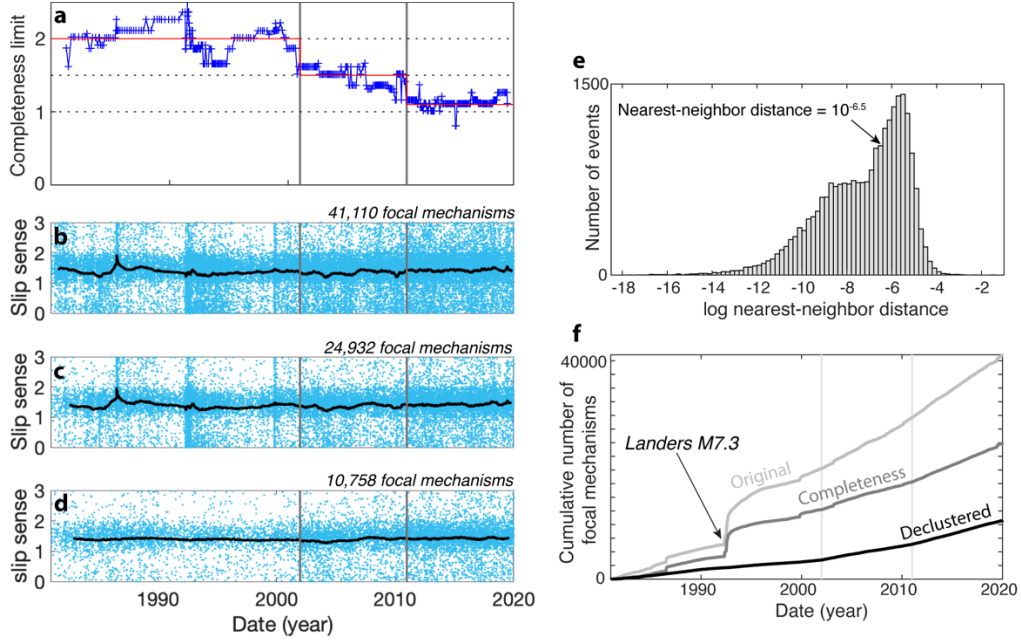 a
Completeness limit
2
1
0
41,110 focal mechanisms
b
Slip sense
3
2
1
0
24,932 focal mechanisms
c
Slip sense
3
2
1
0
10,758 focal mechanisms
d
slip sense
3
2
1
0
1990 2000 2010 2020
Date (year)
e
1500
0
Number of events
Nearest-neighbor distance = 10^-6.5
-18 -16 -14 -12 -10 -8 -6 -4 -2
log nearest-neighbor distance
f
40000
0
Cumulative number of
focal mechanisms
Landers M7.3
Original
Completeness
Declustered
1990 2000 2010 2020
Date (year)